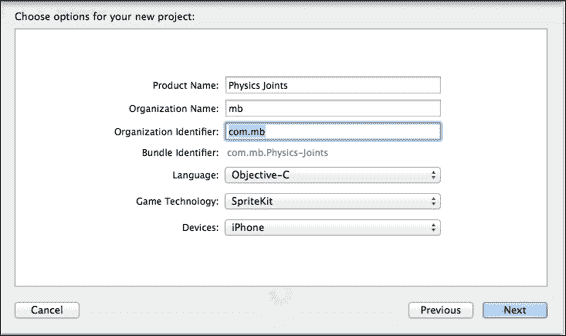 Choose options for your new project:
Product Name: Physics Joints
Organization Name: mb
Organization Identifier: com.mb
Bundle Identifier: com.mb.Physics-Joints
Language: Objective-C
Game Technology: SpriteKit
Devices: iPhone
Cancel Previous Next